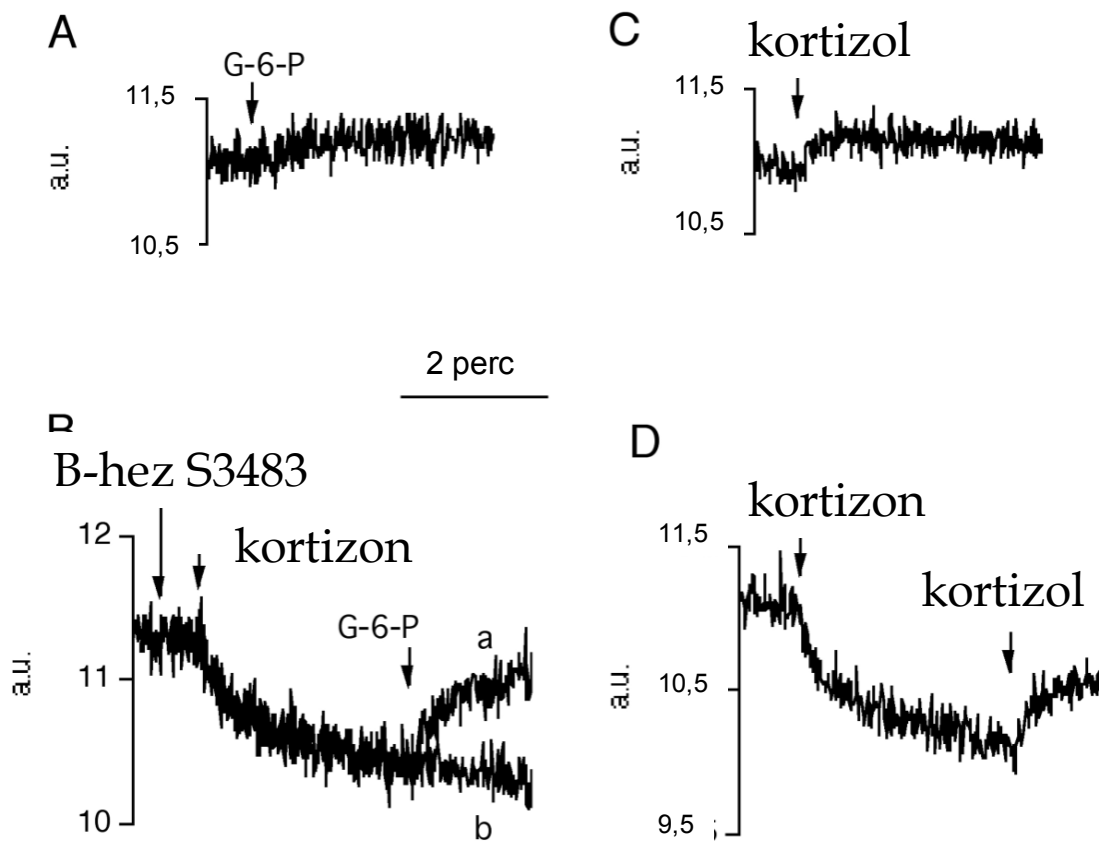 A
G-6-P
11,5
a.u.
10,5
C
kortizol
11,5
a.u.
10,5
2 perc
B
B-hez S3483
kortizon
12
G-6-P
a
11
a.u.
10
b
D
kortizon
11,5
kortizol
10,5
a.u.
9,5